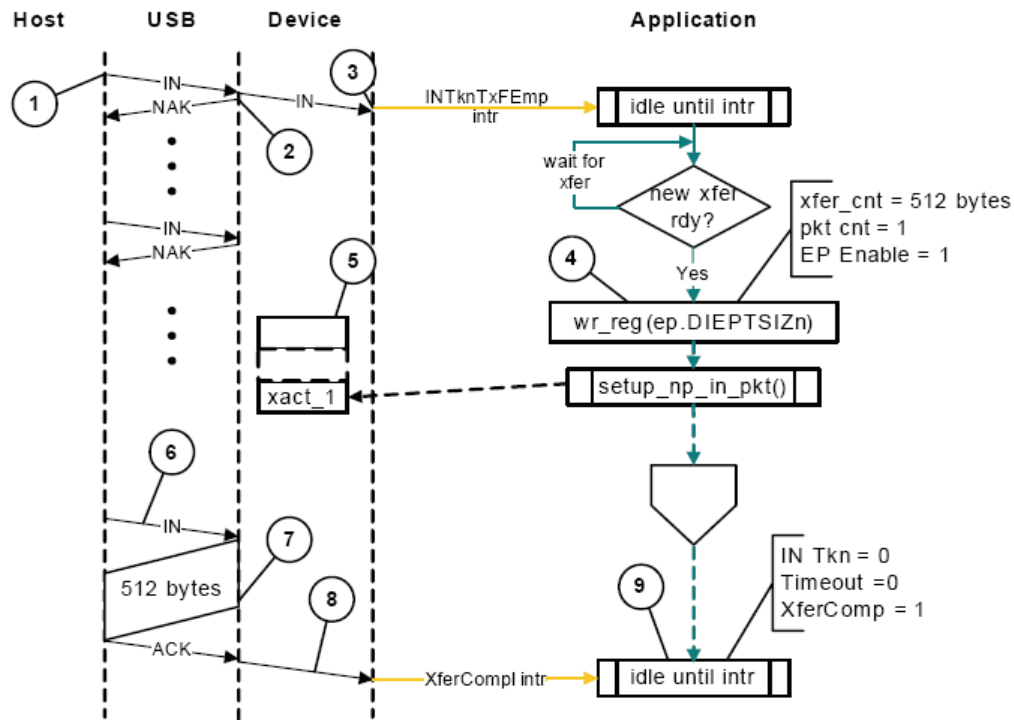 Host
USB
Device
Application
1
IN
NAK
2
IN
3
INTknTxFEmp
intr
idle until intr
wait for
xfer
new xfer
rdy?
xfer_cnt = 512 bytes
pkt cnt = 1
EP Enable = 1
IN
NAK
4
Yes
5
wr_reg(ep.DIEPTSIZn)
xact_1
setup_np_in_pkt()
6
IN
7
512 bytes
8
ACK
9
IN Tkn = 0
Timeout =0
XferComp = 1
XferCompl intr
idle until intr